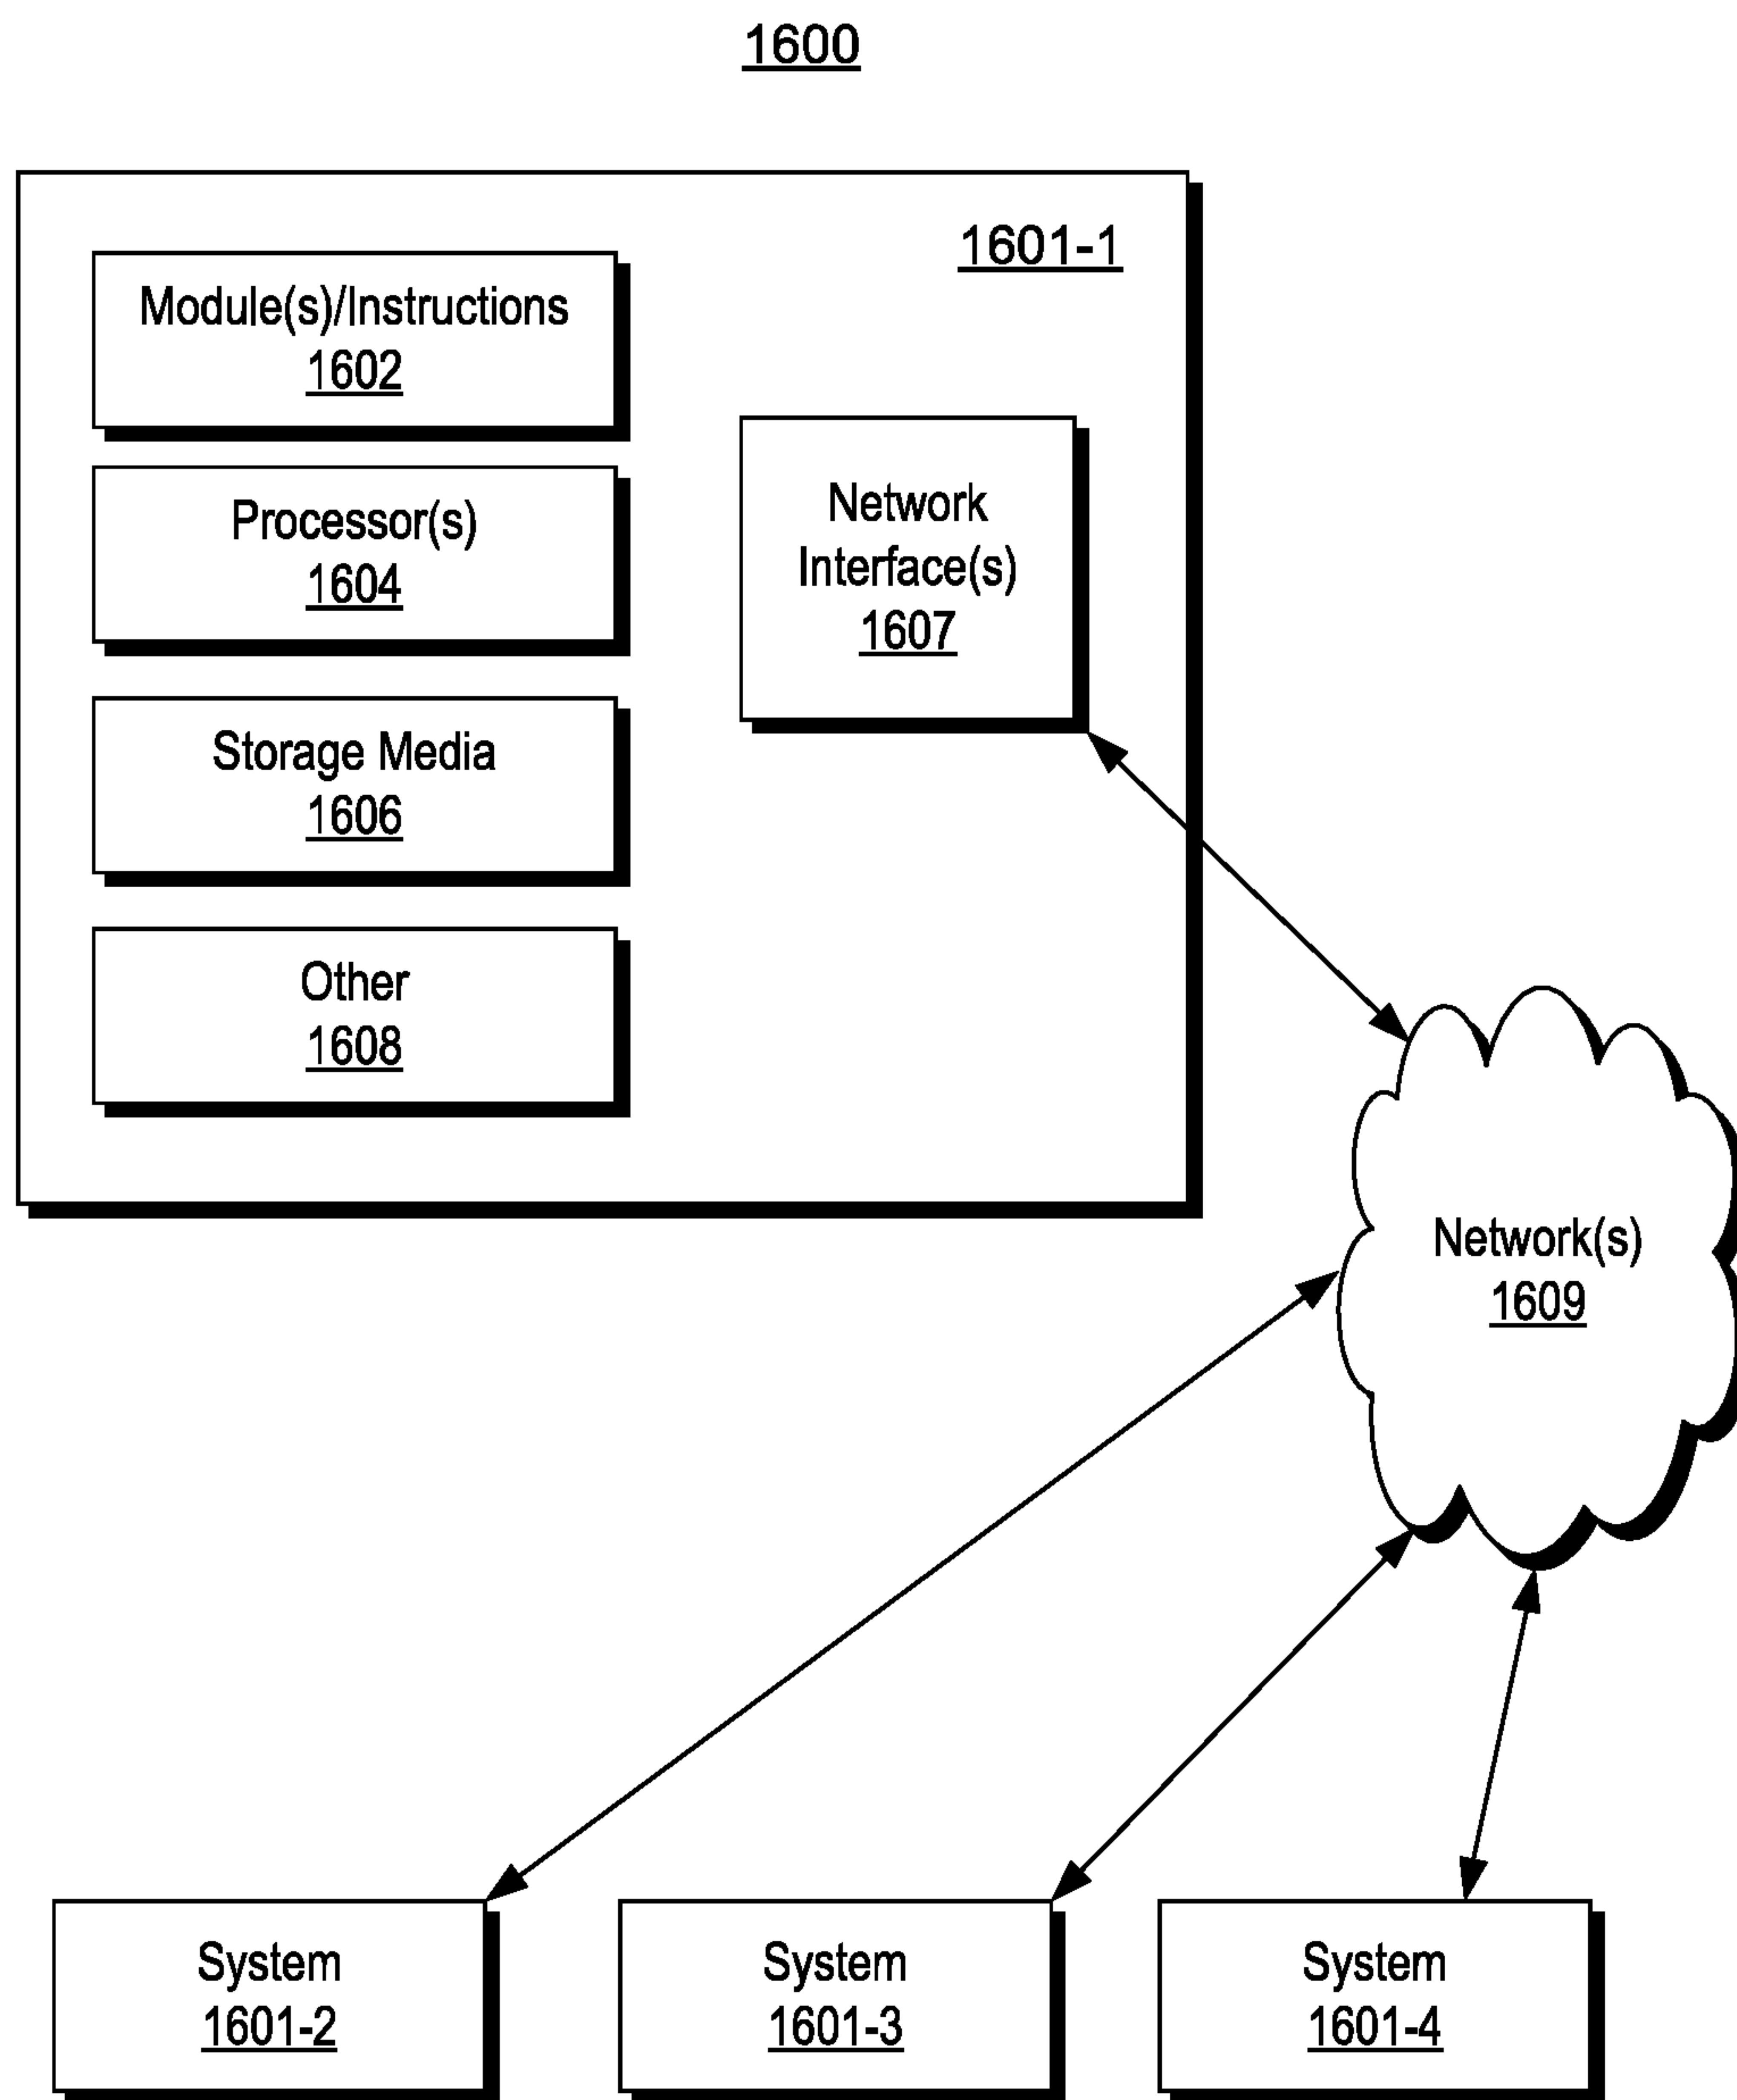 1600
1601-1
Module(s)/Instructions
1602
Processor(s)
1604
Storage Media
1606
Other
1608
Network
Interface(s)
1607
Network(s)
1609
System
1601-2
System
1601-3
System
1601-4